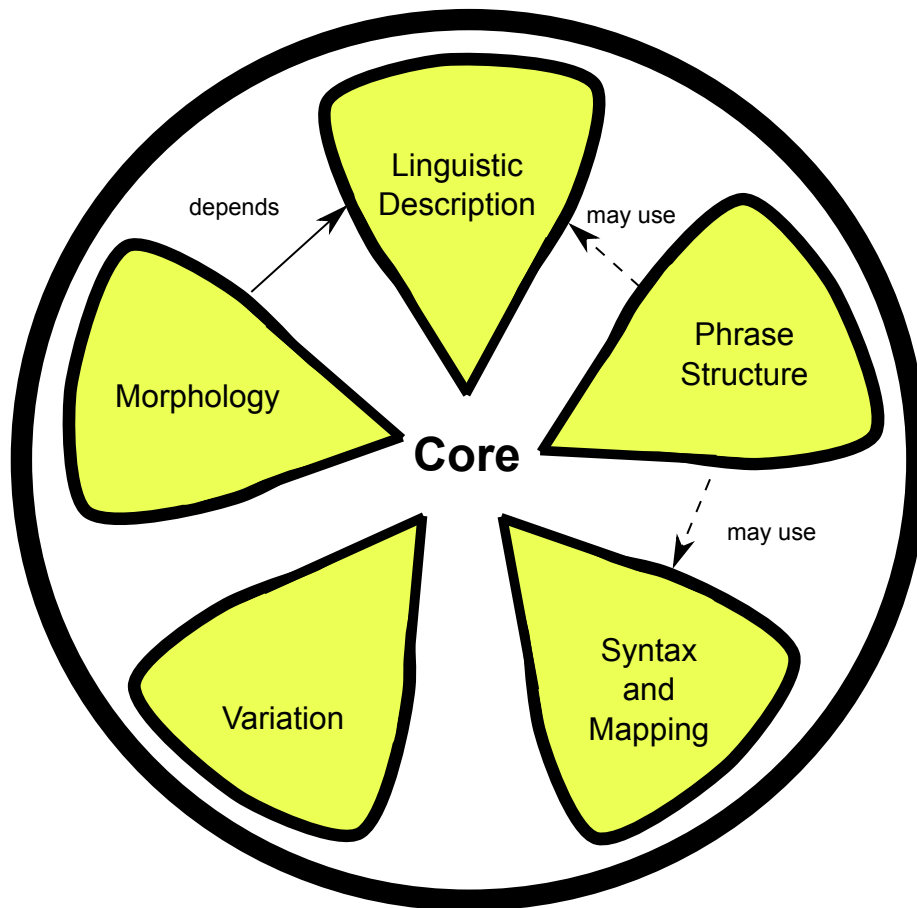 Linguistic
Description
depends
may use
Phrase
Structure
Morphology
Core
may use
Syntax
and
Mapping
Variation